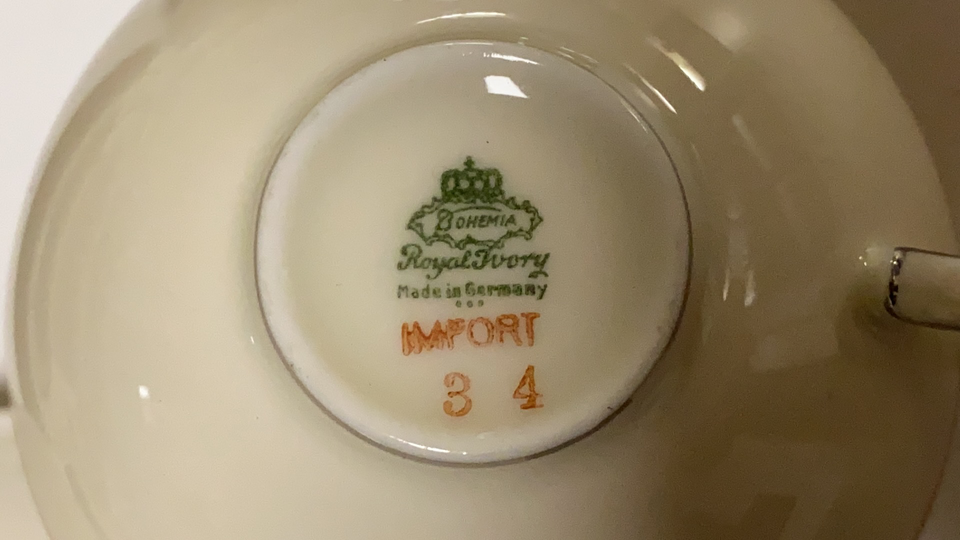 BOHEMIA
Royal Ivory
Made in Germany
IMPORT
3 4